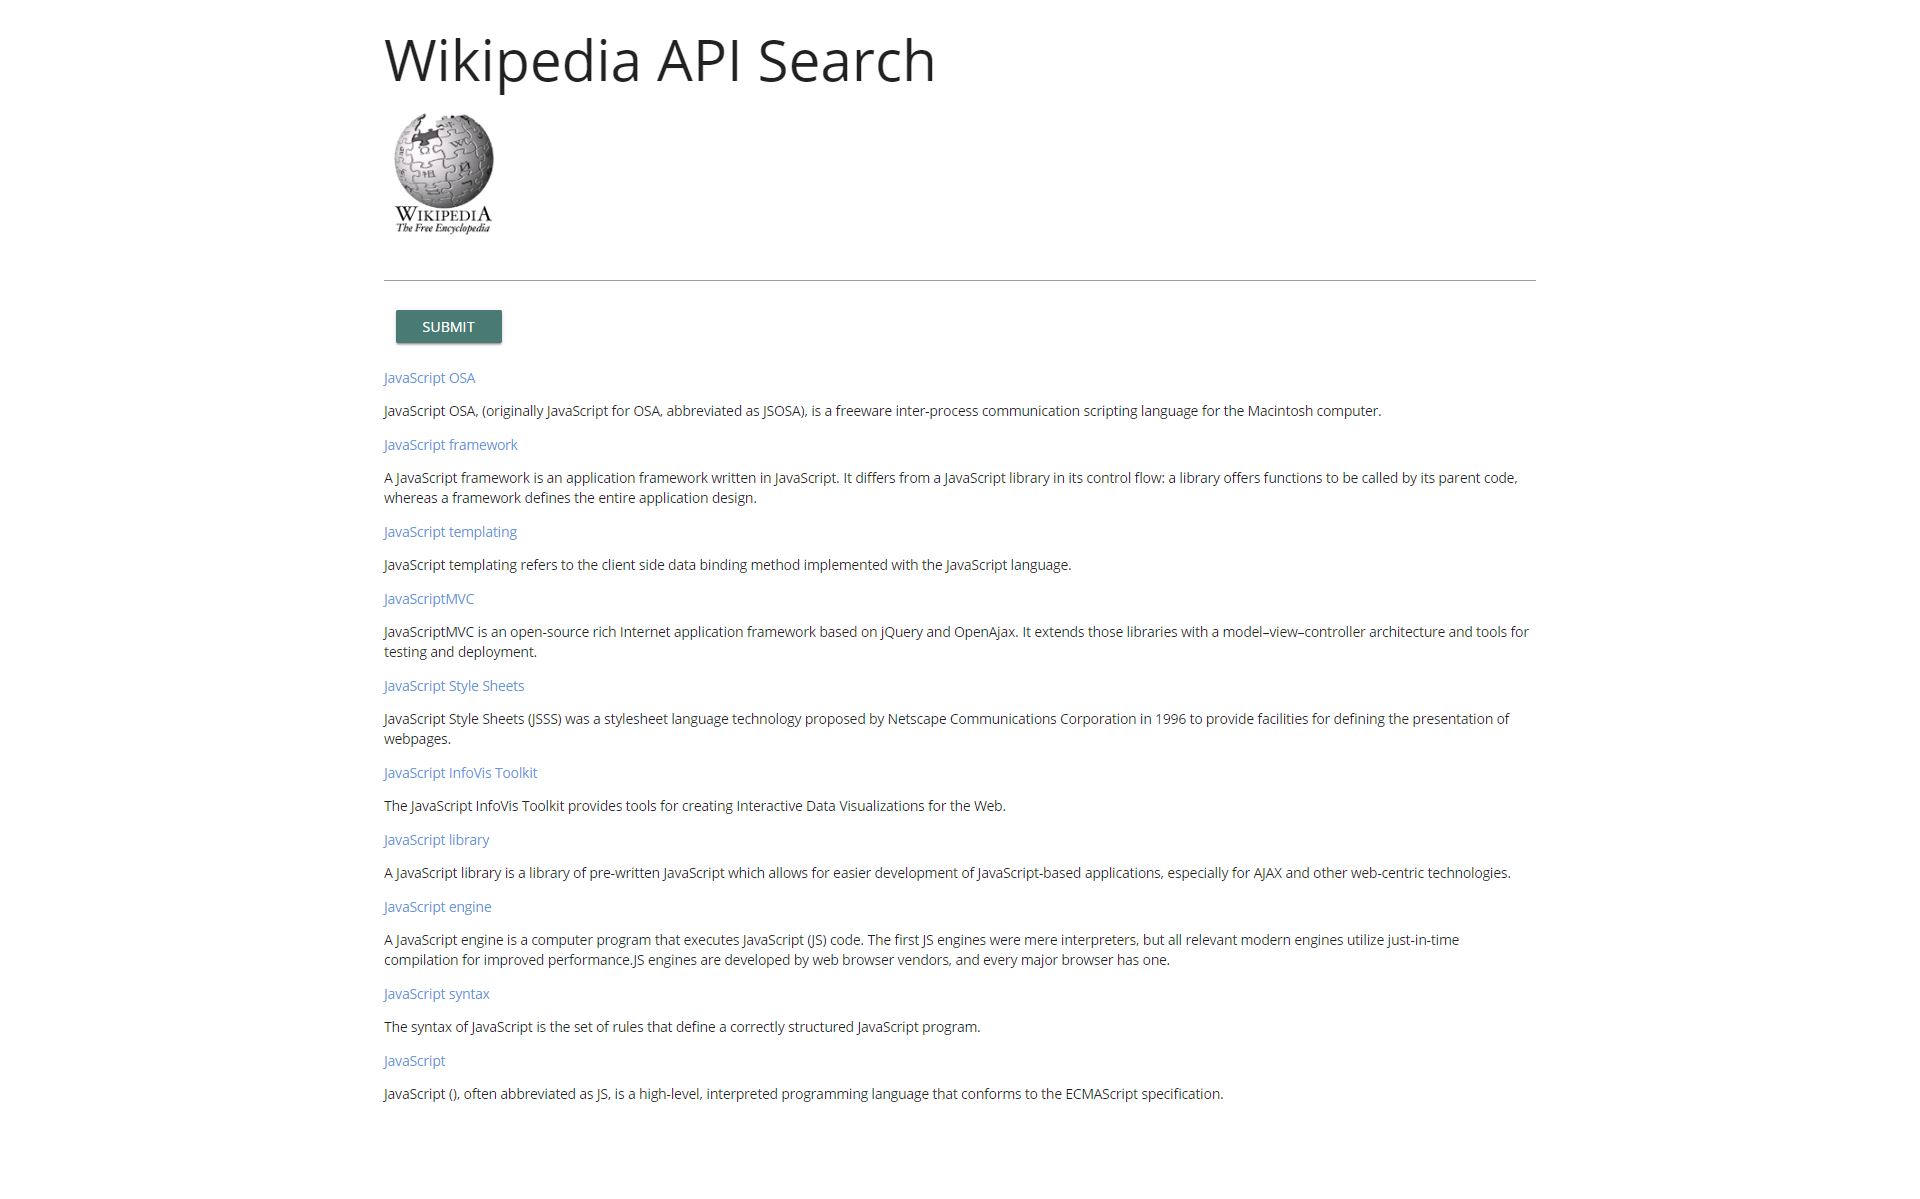 Wikipedia API Search
WIKIPEDIA
The Free Encyclopedia
SUBMIT
JavaScript OSA
JavaScript OSA, (originally JavaScript for OSA, abbreviated as JSOSA), is a freeware inter-process communication scripting language for the Macintosh computer.
JavaScript framework
A JavaScript framework is an application framework written in JavaScript. It differs from a JavaScript library in its control flow: a library offers functions to be called by its parent code,
whereas a framework defines the entire application design.
JavaScript templating
JavaScript templating refers to the client side data binding method implemented with the JavaScript language.
JavaScriptMVC
JavaScriptMVC is an open-source rich Internet application framework based on jQuery and OpenAjax. It extends those libraries with a model–view–controller architecture and tools for
testing and deployment.
JavaScript Style Sheets
JavaScript Style Sheets (JSSS) was a stylesheet language technology proposed by Netscape Communications Corporation in 1996 to provide facilities for defining the presentation of
webpages.
JavaScript InfoVis Toolkit
The JavaScript InfoVis Toolkit provides tools for creating Interactive Data Visualizations for the Web.
JavaScript library
A JavaScript library is a library of pre-written JavaScript which allows for easier development of JavaScript-based applications, especially for AJAX and other web-centric technologies.
JavaScript engine
A JavaScript engine is a computer program that executes JavaScript (JS) code. The first JS engines were mere interpreters, but all relevant modern engines utilize just-in-time
compilation for improved performance.JS engines are developed by web browser vendors, and every major browser has one.
JavaScript syntax
The syntax of JavaScript is the set of rules that define a correctly structured JavaScript program.
JavaScript
JavaScript (), often abbreviated as JS, is a high-level, interpreted programming language that conforms to the ECMAScript specification.